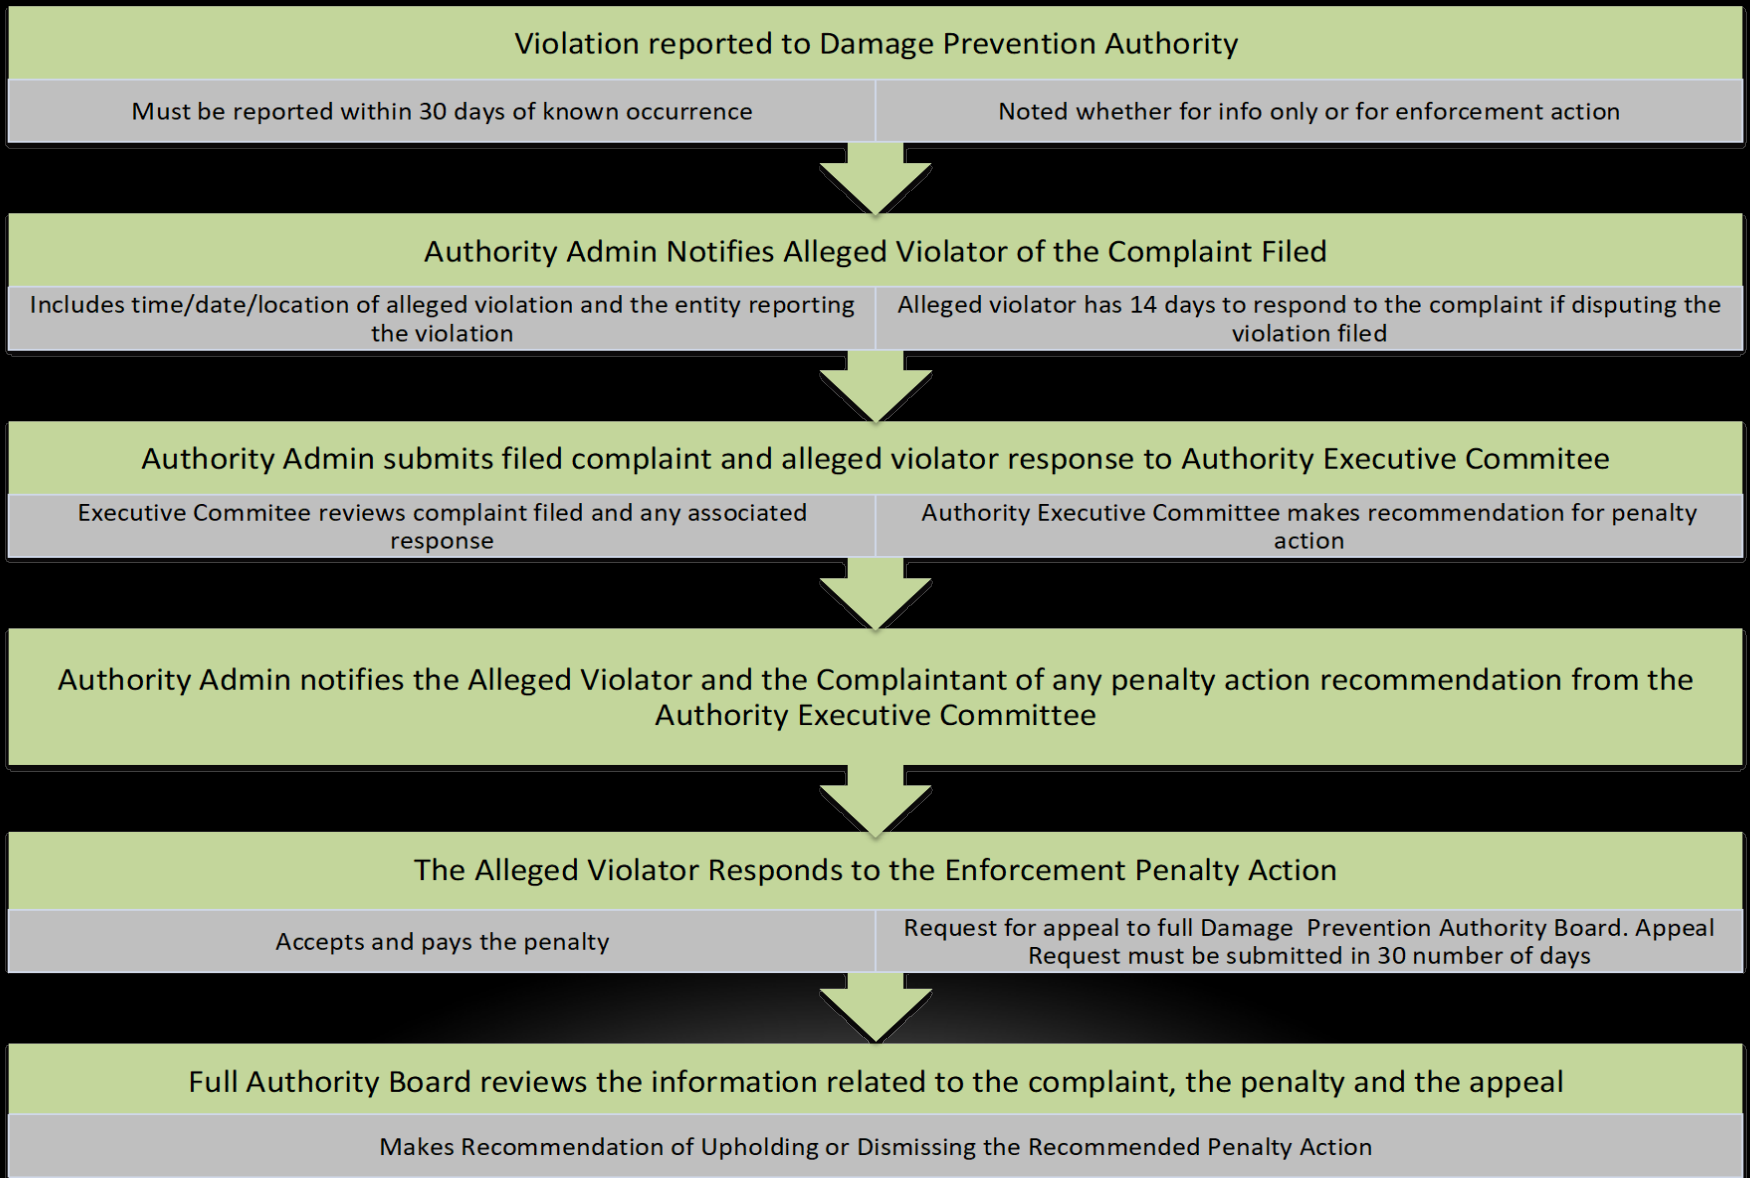 Violation reported to Damage Prevention Authority
Must be reported within 30 days of known occurrence
Noted whether for info only or for enforcement action
Authority Admin Notifies Alleged Violator of the Complaint Filed
Includes time/date/location of alleged violation and the entity reporting
the violation
Alleged violator has 14 days to respond to the complaint if disputing the
violation filed
Authority Admin submits filed complaint and alleged violator response to Authority Executive Commitee
Executive Commitee reviews complaint filed and any associated
response
Authority Executive Committee makes recommendation for penalty
action
Authority Admin notifies the Alleged Violator and the Complaintant of any penalty action recommendation from the
Authority Executive Committee
The Alleged Violator Responds to the Enforcement Penalty Action
Accepts and pays the penalty
Request for appeal to full Damage  Prevention Authority Board. Appeal
Request must be submitted in 30 number of days
Full Authority Board reviews the information related to the complaint, the penalty and the appeal
Makes Recommendation of Upholding or Dismissing the Recommended Penalty Action